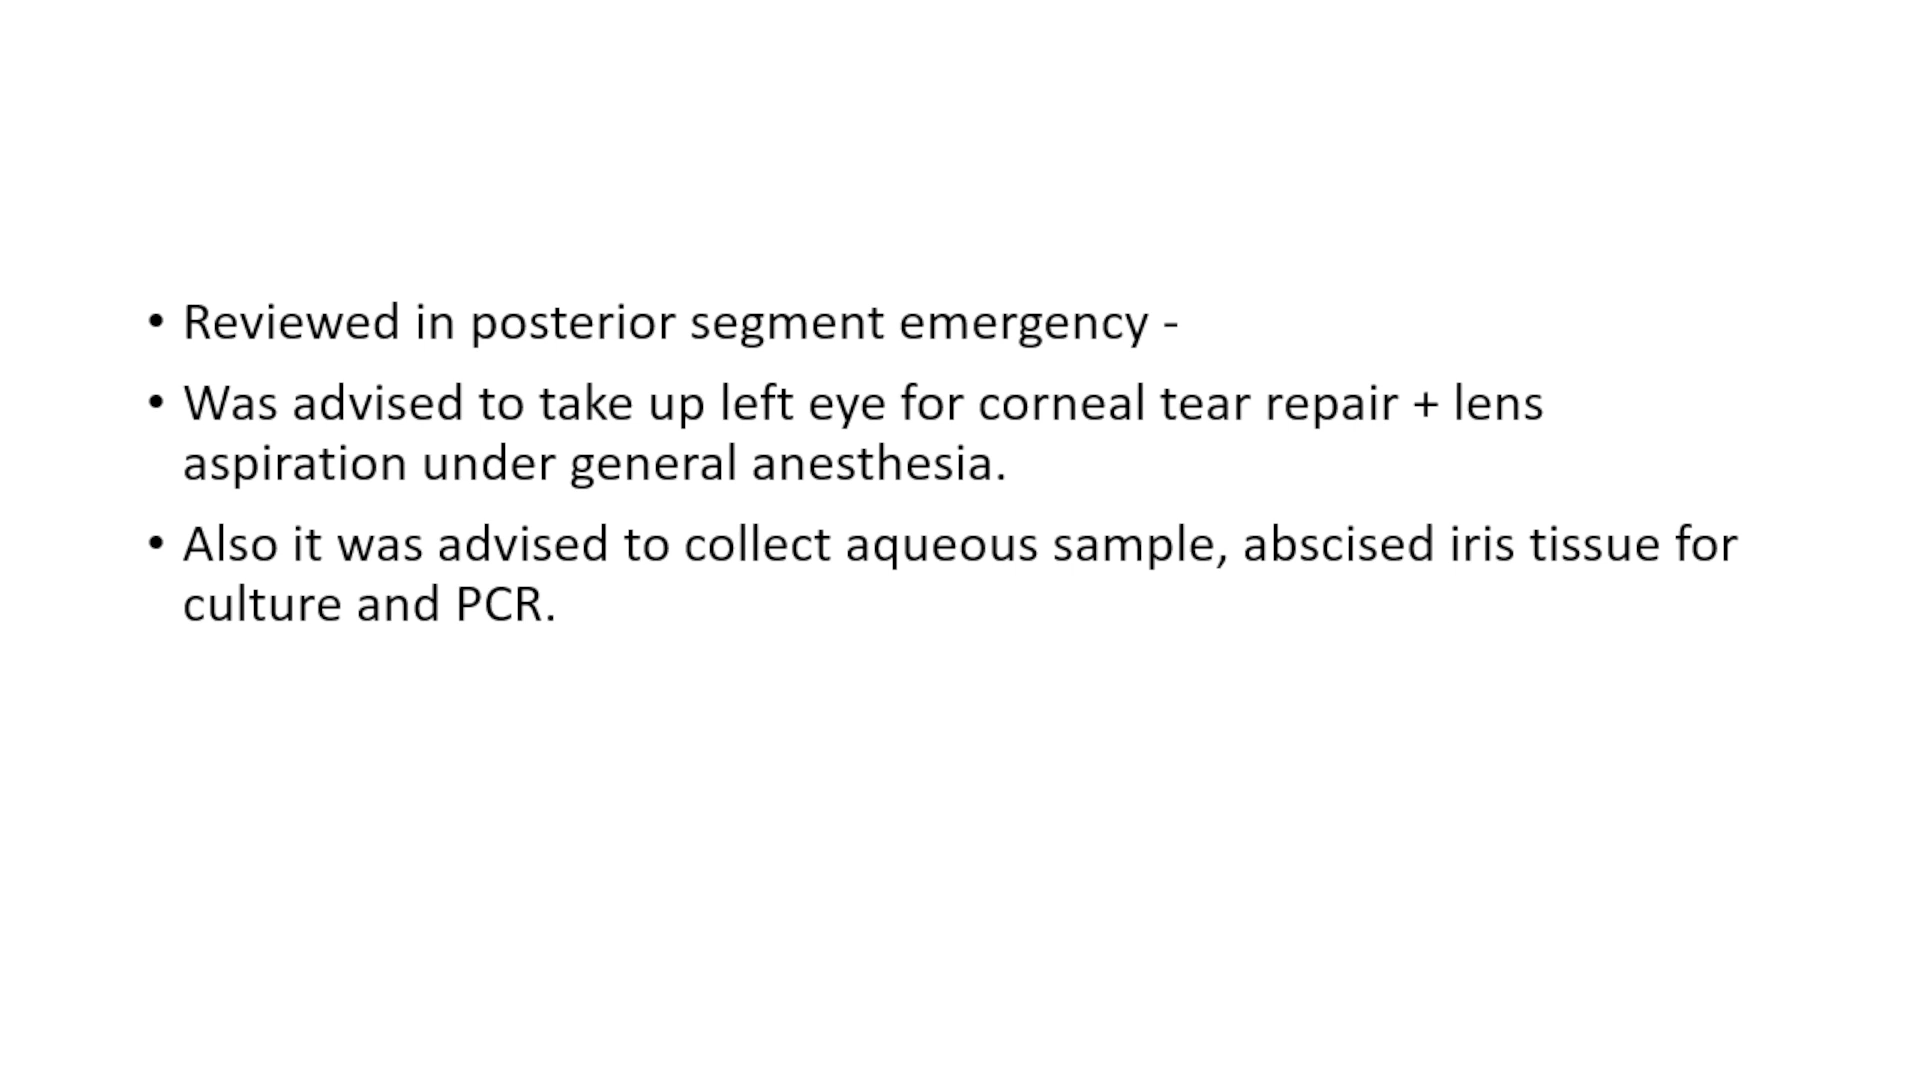 • Reviewed in posterior segment emergency -
• Was advised to take up left eye for corneal tear repair + lens
aspiration under general anesthesia.
• Also it was advised to collect aqueous sample, abscised iris tissue for
culture and PCR.